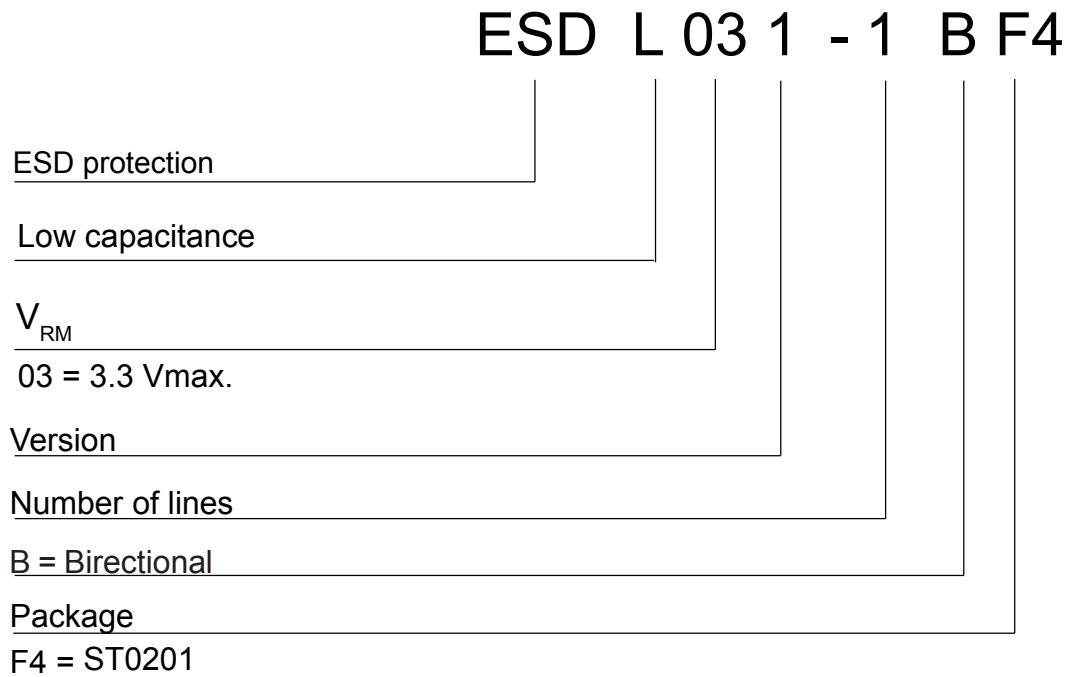 ESD L 03 1 - 1 B F4
ESD protection
Low capacitance
V RM
03 = 3.3 Vmax.
Version
Number of lines
B = Birectional
Package
F4 = ST0201